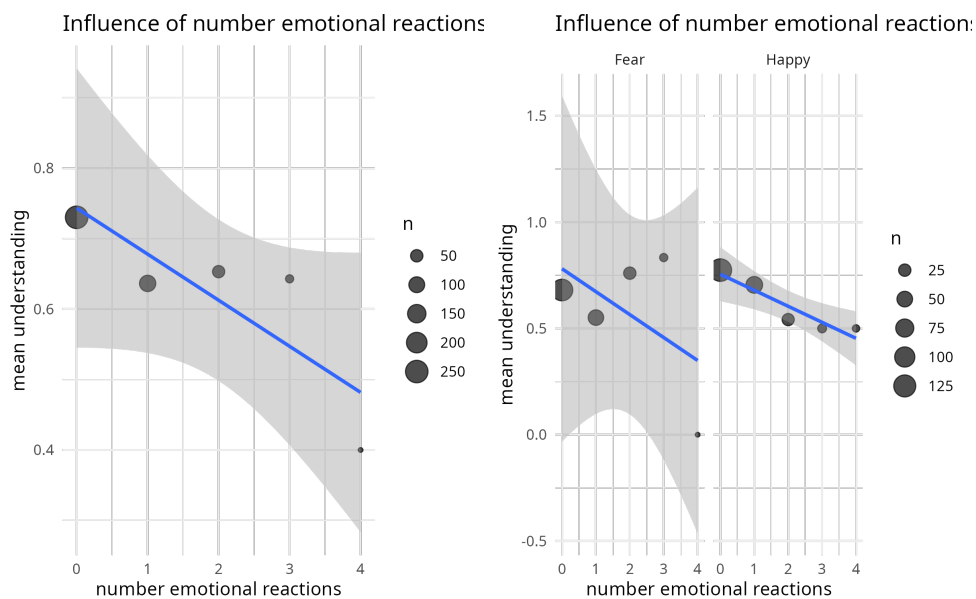 Influence of number emotional reactions
mean understanding
0.8
0.6
0.4
0 1 2 3 4
number emotional reactions
n
50
100
150
200
250
Influence of number emotional reactions
Fear Happy
mean understanding
1.5
1.0
0.5
0.0
-0.5
0 1 2 3 4 0 1 2 3 4
number emotional reactions
n
25
50
75
100
125